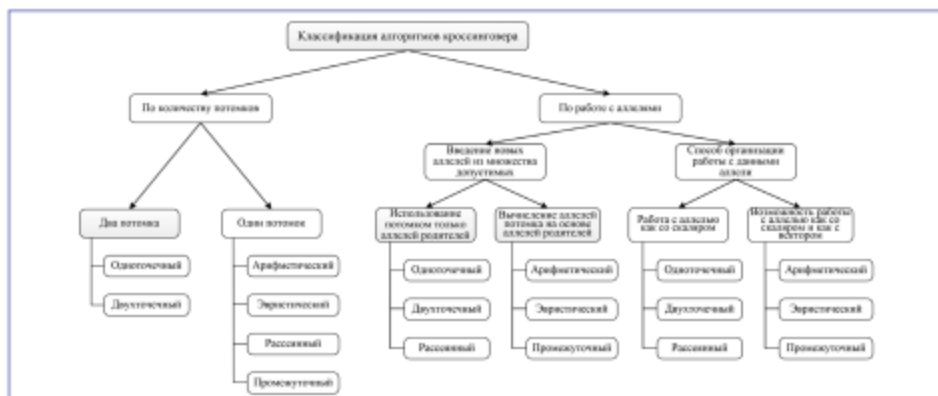 Классификация алгоритмов кроссинговера
По количеству потомков
По работе с аллелями
Введение новых
аллелей из множества
допустимых
Способ организации
работы с данными
аллели
Два потомка
Один потомок
Использование
потомком только
аллелей родителей
Вычисление аллелей
потомка на основе
аллелей родителей
Работа с аллелью
как со скаляром
Возможность работы
с аллелью как со
скаляром и как с
вектором
Одноточечный
Двухточечный
Арифметический
Эвристический
Рассеянный
Промежуточный
Одноточечный
Двухточечный
Рассеянный
Арифметический
Эвристический
Промежуточный
Одноточечный
Двухточечный
Рассеянный
Арифметический
Эвристический
Промежуточный